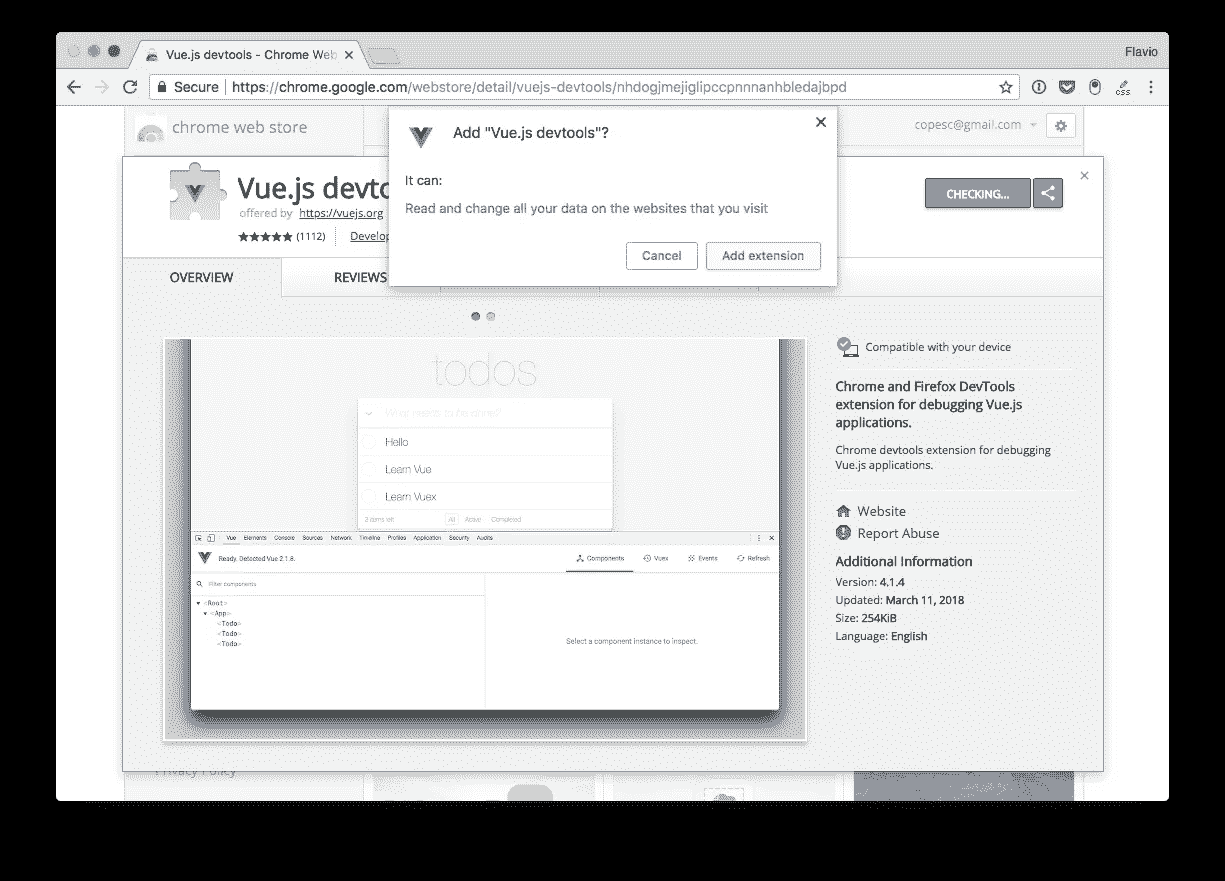 Vue.js devtools - Chrome Web
Flavio
Secure
https://chrome.google.com/webstore/detail/vuejs-devtools/nhdogjmejiglipccpnnnanhbledajbpd
css
chrome web store
copesc@gmail.com
Add "Vue.js devtools"?
It can:
Read and change all your data on the websites that you visit
Cancel
Add extension
Vue.js devto
offered by https://vuejs.org
(1112)
Develop
CHECKING...
OVERVIEW
REVIEWS
todos
What needs to be done?
Hello
Learn Vue
Learn Vuex
3 items left
All
Active
Completed
Vue Elements Console Sources Network Timeline Profiles Application Security Audits
Ready. Detected Vue 2.1.8.
Components
Vuex
Events
Refresh
Filter components
<Root>
<App>
<Todo>
<Todo>
<Todo>
Select a component instance to inspect.
Compatible with your device
Chrome and Firefox DevTools
extension for debugging Vue.js
applications.
Chrome devtools extension for debugging
Vue.js applications.
Website
Report Abuse
Additional Information
Version: 4.1.4
Updated: March 11, 2018
Size: 254KiB
Language: English
Privacy Policy